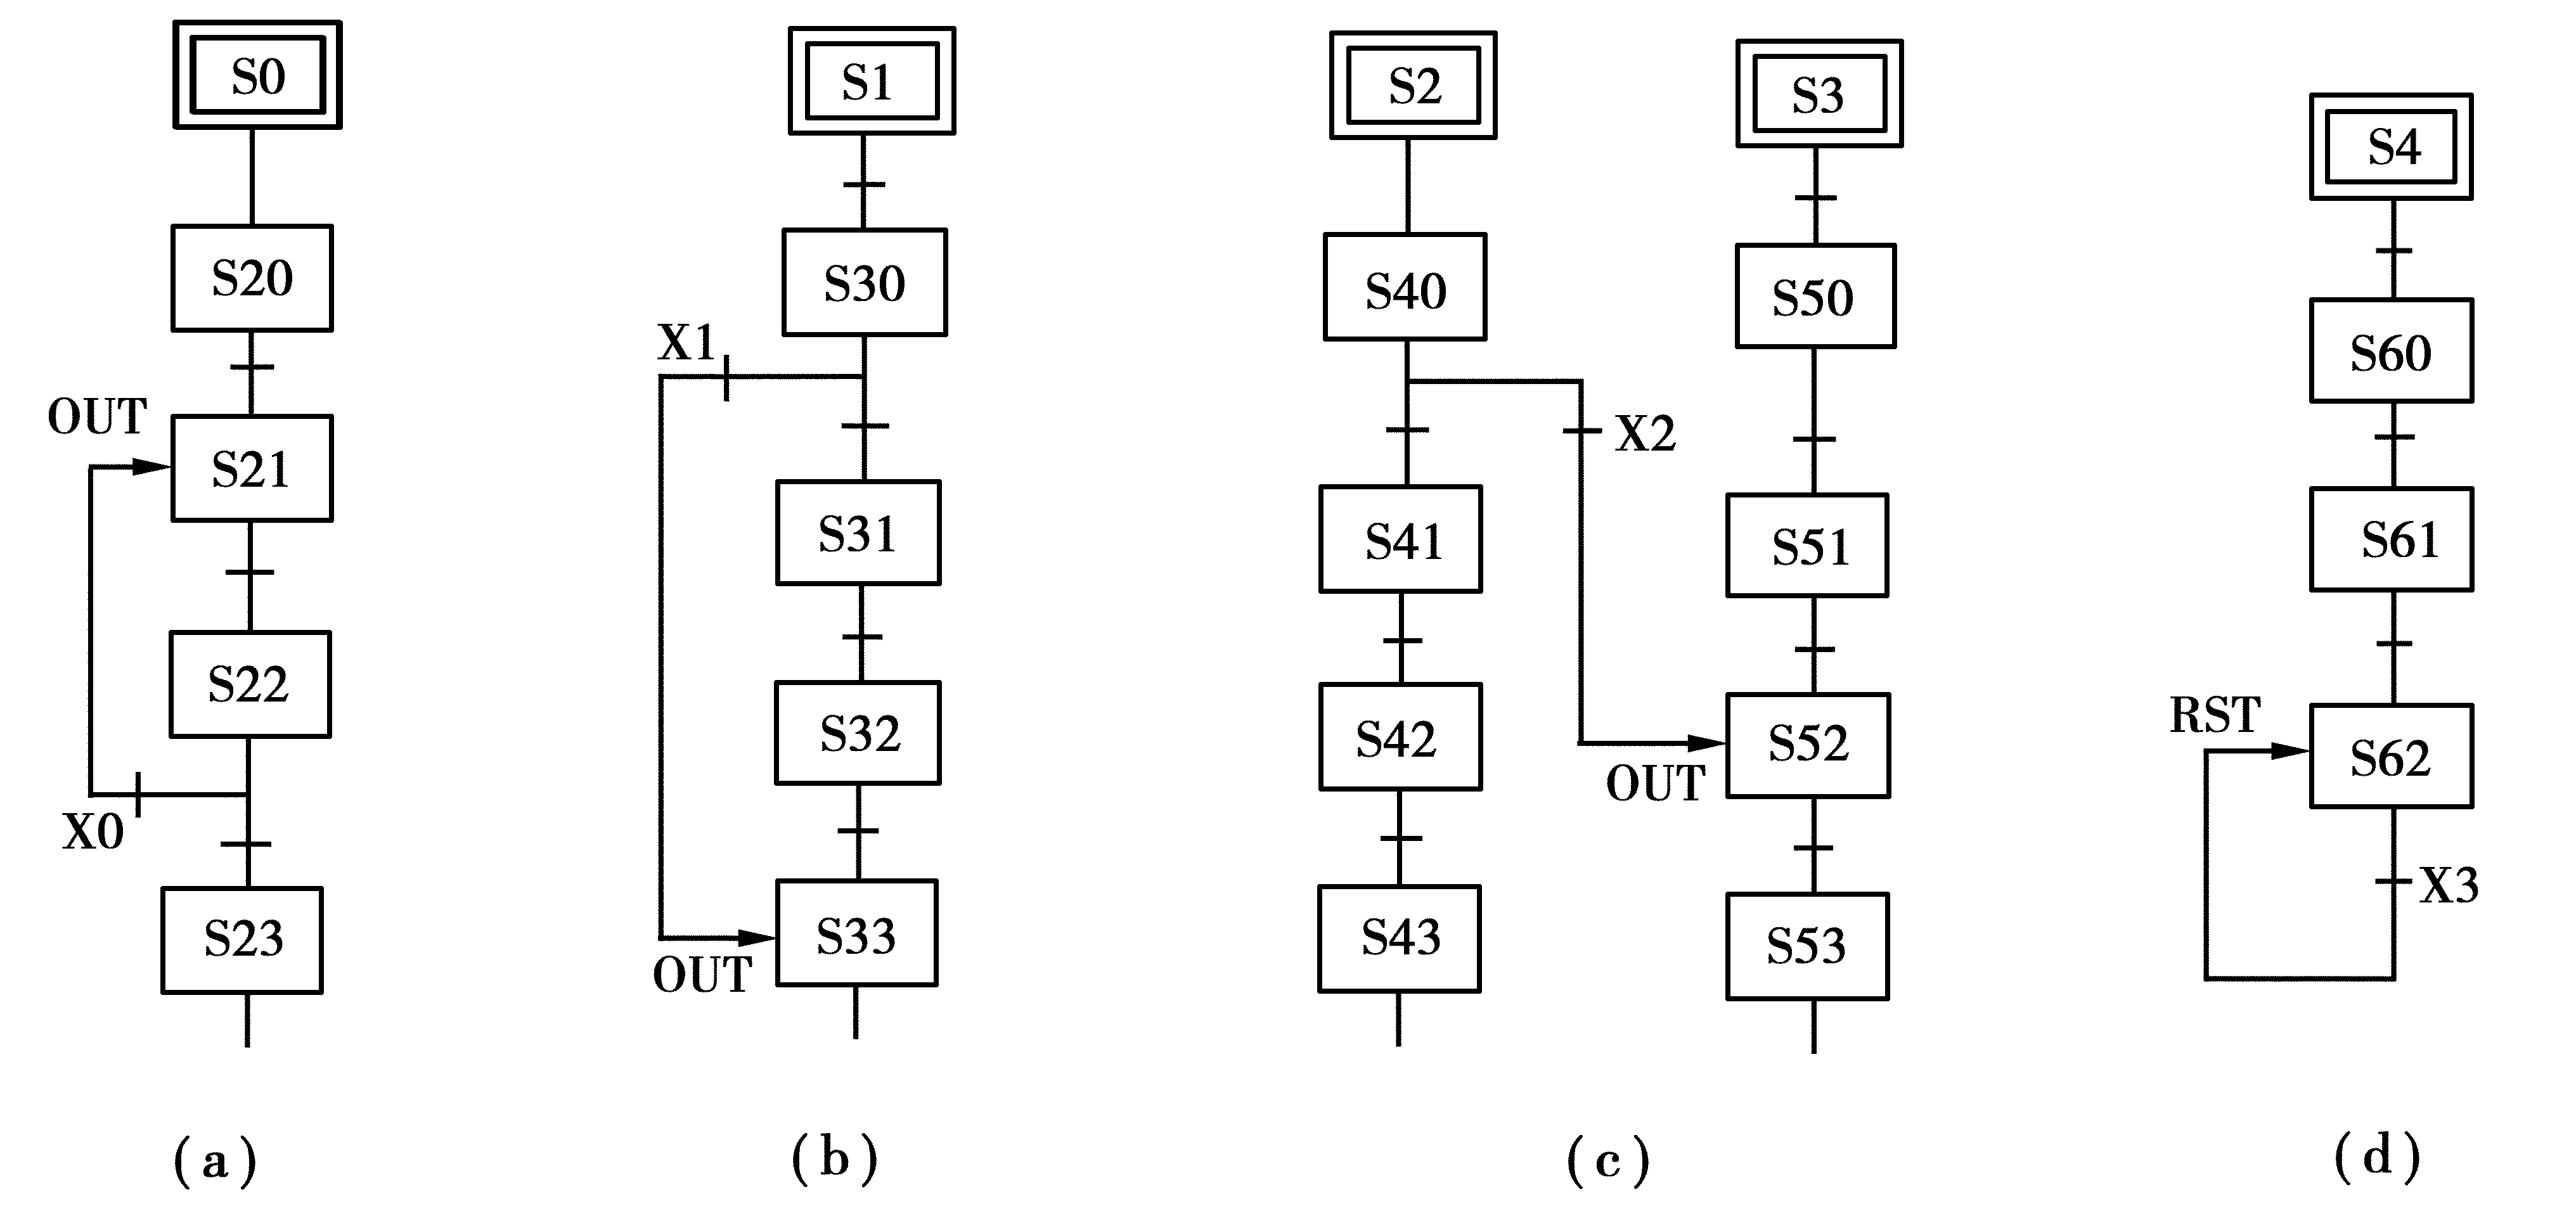 S0
S20
OUT
S21
S22
X0
S23
(a)
S1
S30
X1
S31
S32
S33
OUT
(b)
S2
S40
X2
S41
S42
S43
S3
S50
S51
S52
OUT
S53
(c)
S4
S60
S61
RST
S62
X3
(d)